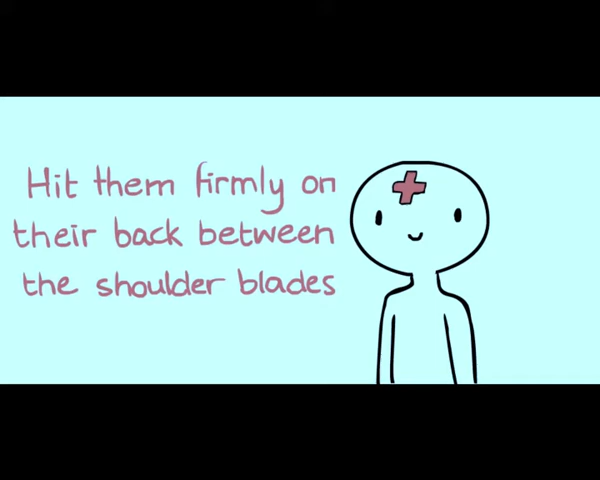 Hit them firmly on
their back between
the shoulder blades